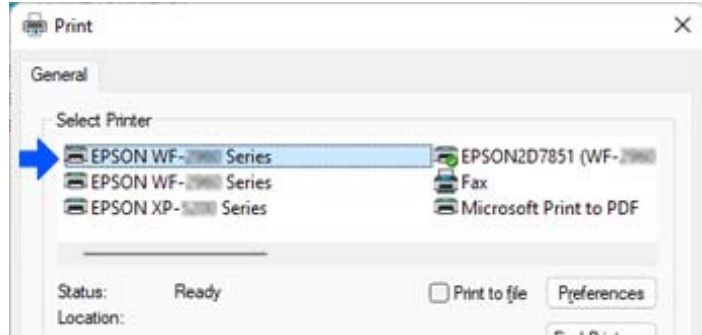 Print
General
Select Printer
EPSON WF- Series
EPSON2D7851 (WF-
EPSON WF- Series
Fax
EPSON XP- Series
Microsoft Print to PDF
Status: Ready
Print to file
Preferences
Location: